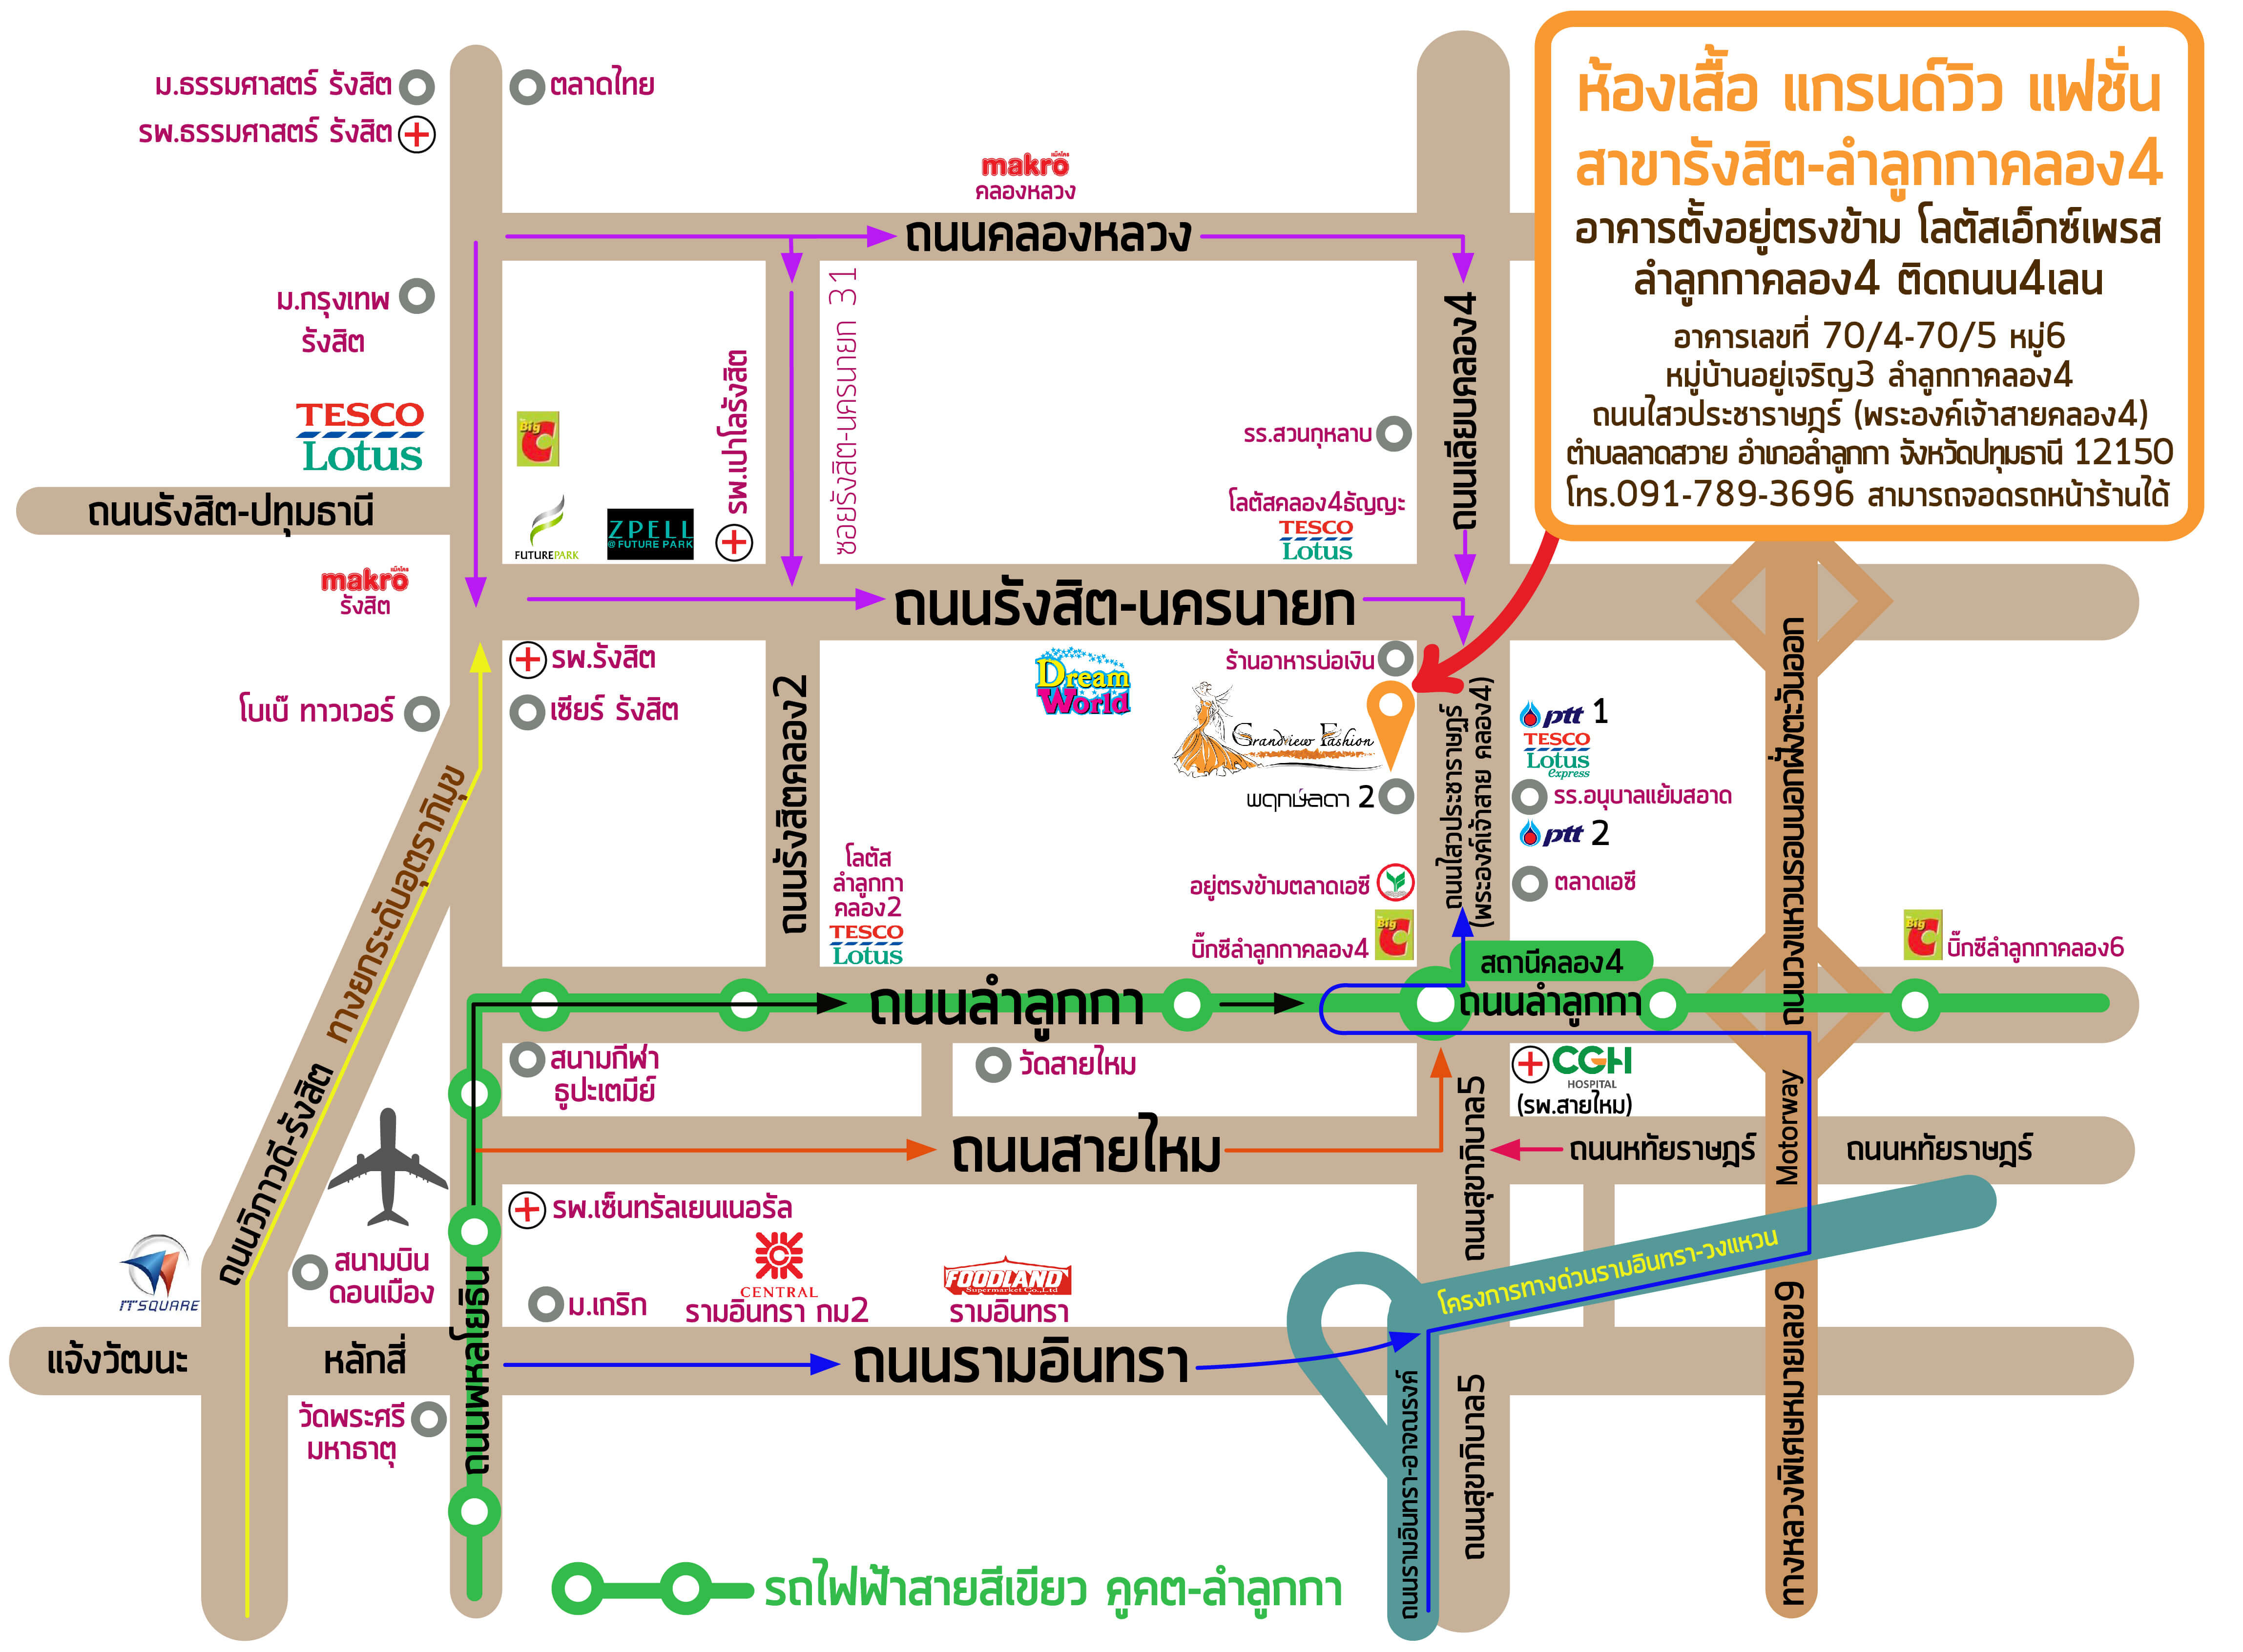 ห้องเสื้อ แกรนด์วิว แฟชั่น
สาขารังสิต-ลำลูกกาคลอง4
อาคารตั้งอยู่ตรงข้าม โลตัสเอ็กซ์เพรส
ลำลูกกาคลอง4 ติดถนน4เลน
อาคารเลขที่ 70/4-70/5 หมู่6
หมู่บ้านอยู่เจริญ3 ลำลูกกาคลอง4
ถนนไสวประชาราษฎร์ (พระองค์เจ้าสายคลอง4)
ตำบลลาดสวาย อำเภอลำลูกกา จังหวัดปทุมธานี 12150
โทร.091-789-3696 สามารถจอดรถหน้าร้านได้
ม.ธรรมศาสตร์ รังสิต
ตลาดไทย
รพ.ธรรมศาสตร์ รังสิต
แม็คโคร
makro
คลองหลวง
ถนนคลองหลวง
ม.กรุงเทพ
รังสิต
ซอยรังสิต-นครนายก 31
ถนนเลียบคลอง4
รพ.เปาโลรังสิต
TESCO
Lotus
Big
C
รร.สวนกุหลาบ
ถนนรังสิต-ปทุมธานี
FUTUREPARK
ZPELL
@ FUTURE PARK
โลตัสคลอง4ธัญญะ
TESCO
Lotus
แม็คโคร
makro
รังสิต
ถนนรังสิต-นครนายก
รพ.รังสิต
โบเบ๊ ทาวเวอร์
เซียร์ รังสิต
ถนนรังสิตคลอง2
Dream
World
ร้านอาหารบ่อเงิน
Grandview Fashion
พฤกษ์ลดา 2
ถนนไสวประชาราษฎร์
(พระองค์เจ้าสาย คลอง4)
ptt 1
TESCO
Lotus
express
รร.อนุบาลแย้มสอาด
ptt 2
ตลาดเอซี
ถนนวงแหวนรอบนอกฝั่งตะวันออก
ทางยกระดับอุตราภิมุข
โลตัส
ลำลูกกา
คลอง2
TESCO
Lotus
อยู่ตรงข้ามตลาดเอซี
บิ๊กซีลำลูกกาคลอง4
Big
C
สถานีคลอง4
Big
C
บิ๊กซีลำลูกกาคลอง6
ถนนลำลูกกา
ถนนลำลูกกา
สนามกีฬา
ธูปะเตมีย์
วัดสายไหม
CGH
HOSPITAL
(รพ.สายไหม)
ถนนวิภาวดี-รังสิต
ถนนสายไหม
ถนนสุขาภิบาล5
ถนนหทัยราษฎร์
Motorway
ถนนหทัยราษฎร์
รพ.เซ็นทรัลเยนเนอรัล
IT SQUARE
สนามบิน
ดอนเมือง
ม.เกริก
CENTRAL
รามอินทรา กม2
FOODLAND
Supermarket Co.,Ltd
รามอินทรา
โครงการทางด่วนรามอินทรา-วงแหวน
แจ้งวัฒนะ
หลักสี่
ถนนพหลโยธิน
ถนนรามอินทรา
วัดพระศรี
มหาธาตุ
ถนนรามอินทรา-อาจณรงค์
ถนนสุขาภิบาล5
ทางหลวงพิเศษหมายเลข9
รถไฟฟ้าสายสีเขียว คูคต-ลำลูกกา